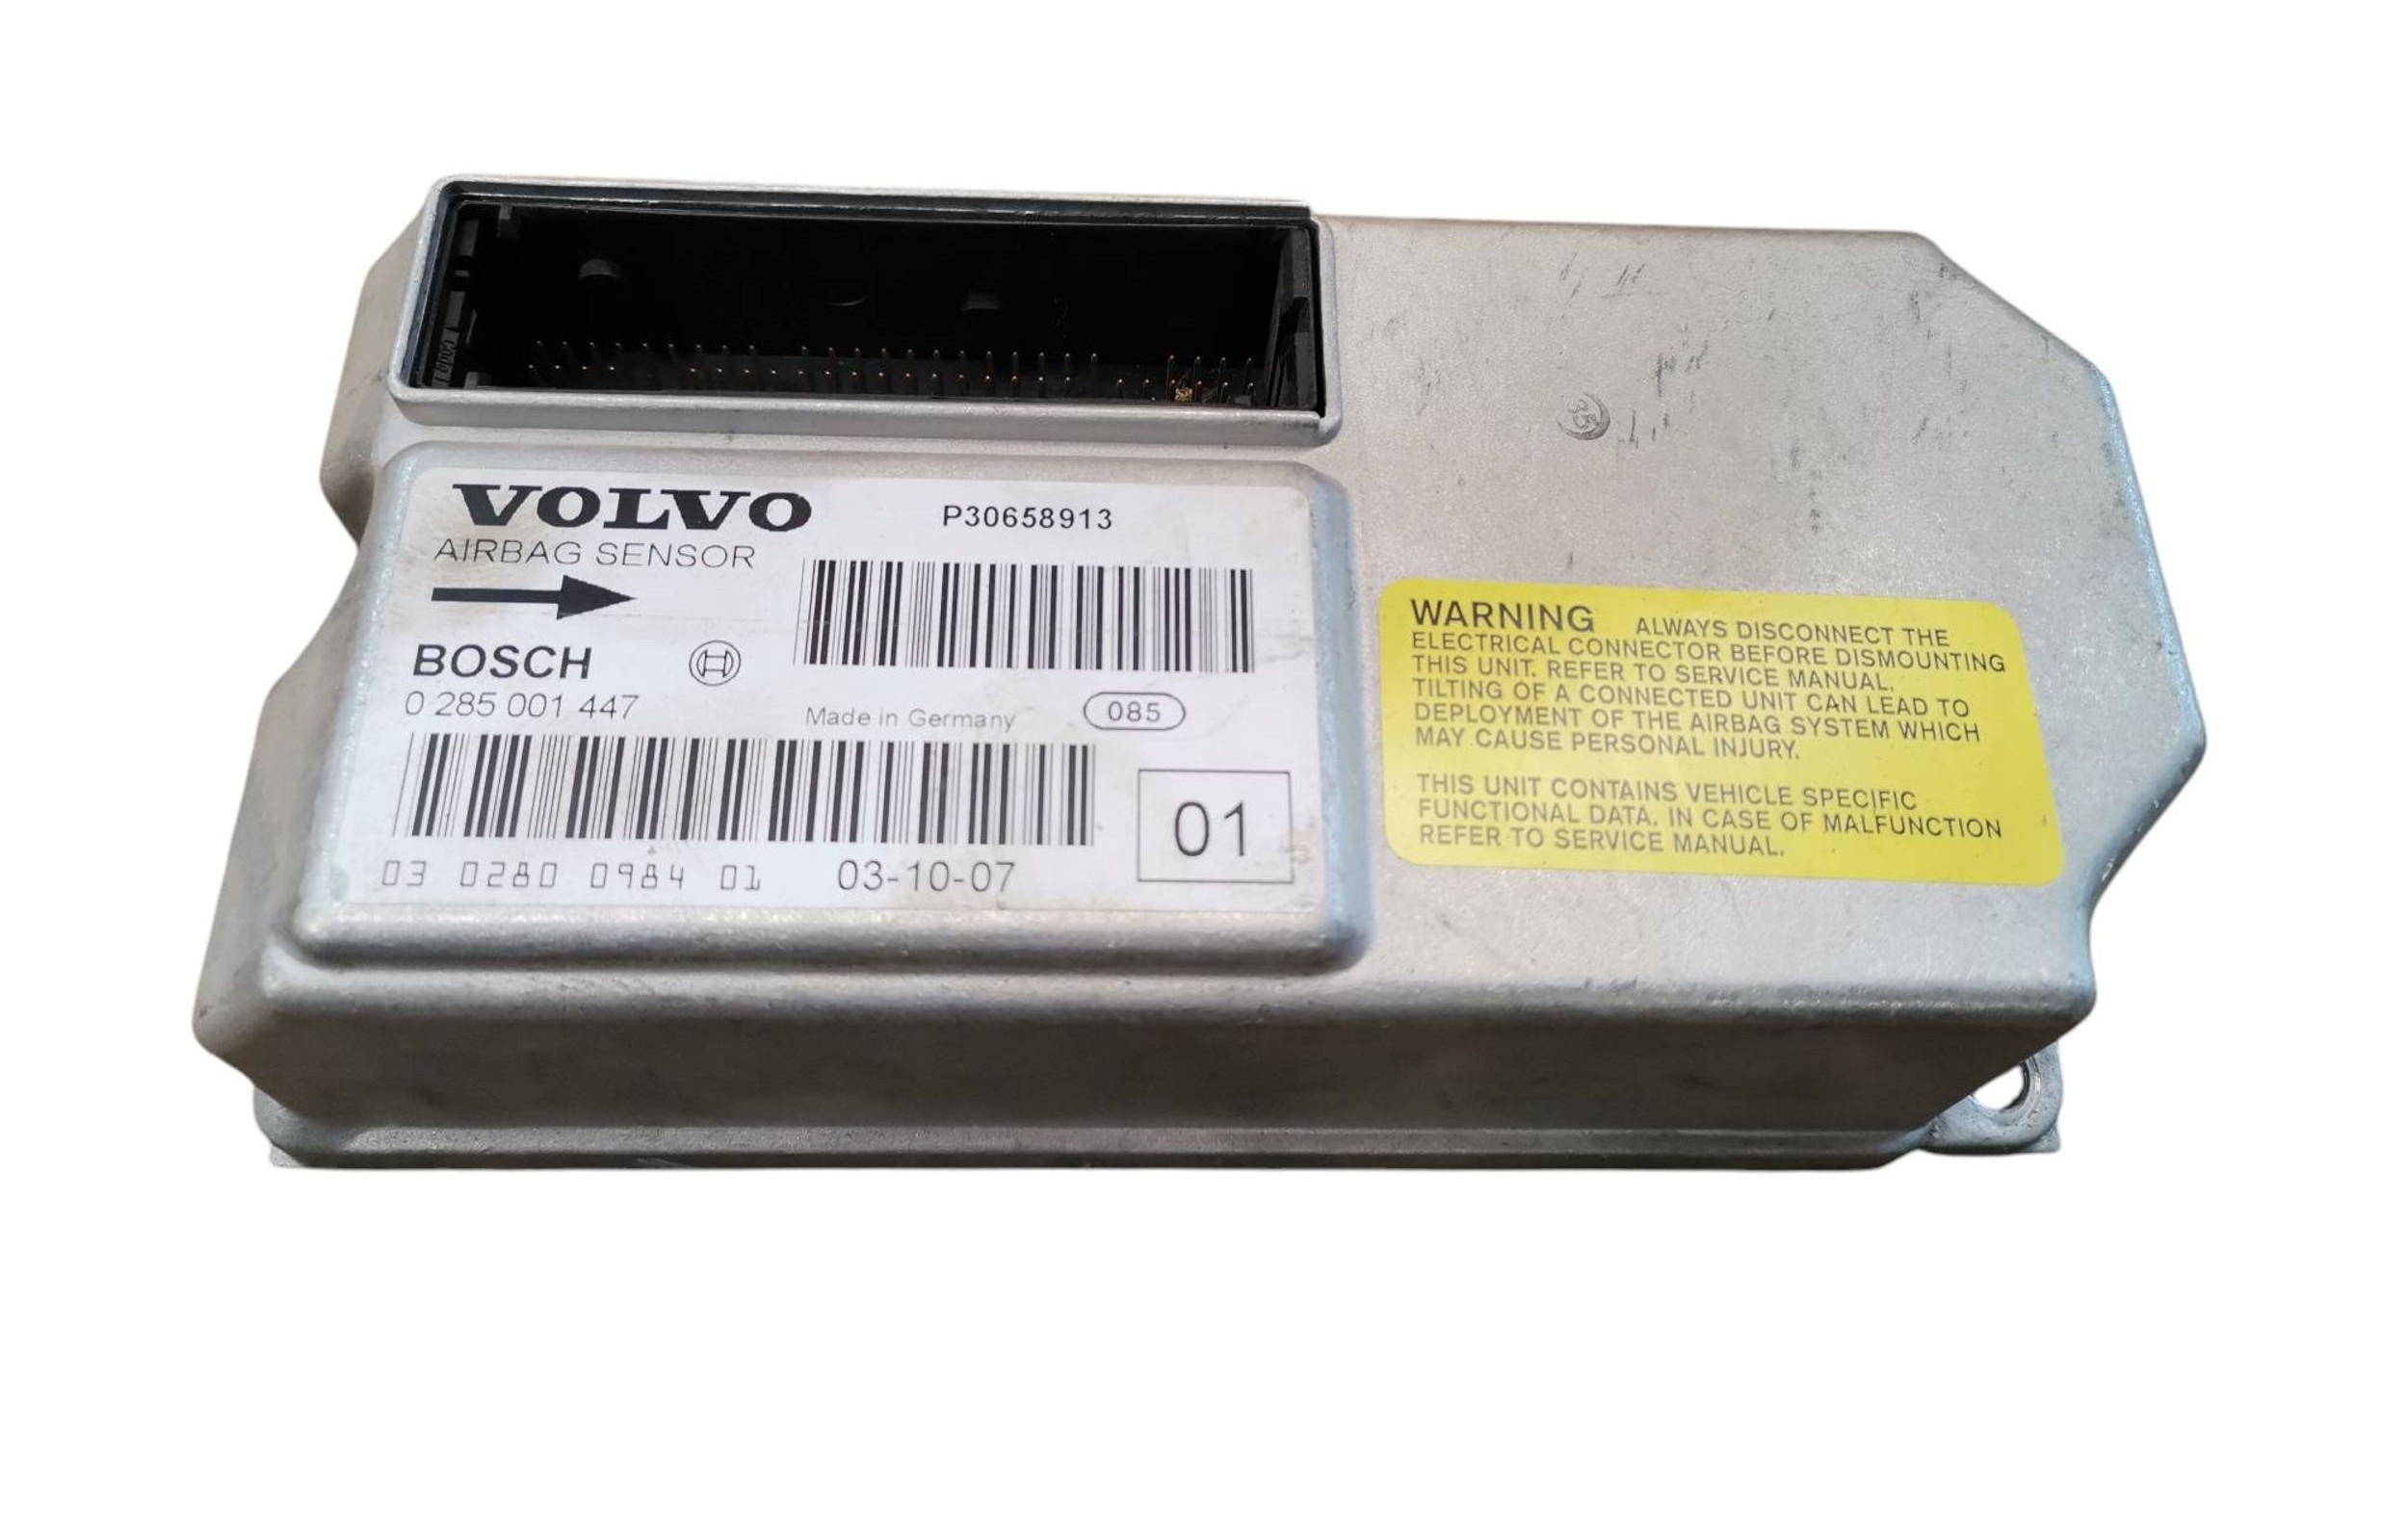 VOLVO
P30658913
AIRBAG SENSOR
BOSCH
0 285 001 447
Made in Germany
085
01
03 0280 0984 01
03-10-07
WARNING ALWAYS DISCONNECT THE
ELECTRICAL CONNECTOR BEFORE DISMOUNTING
THIS UNIT. REFER TO SERVICE MANUAL.
TILTING OF A CONNECTED UNIT CAN LEAD TO
DEPLOYMENT OF THE AIRBAG SYSTEM WHICH
MAY CAUSE PERSONAL INJURY.
THIS UNIT CONTAINS VEHICLE SPECIFIC
FUNCTIONAL DATA. IN CASE OF MALFUNCTION
REFER TO SERVICE MANUAL.
35